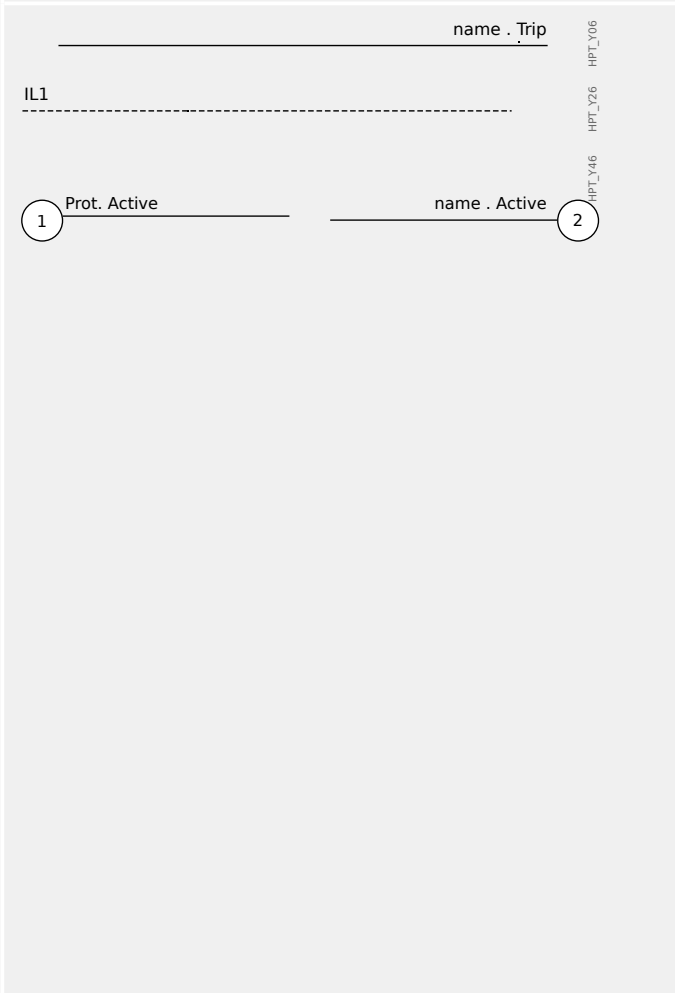 name . Trip
HPT_Y06
IL1
HPT_Y26
HPT_Y46
Prot. Active
name . Active
1
2